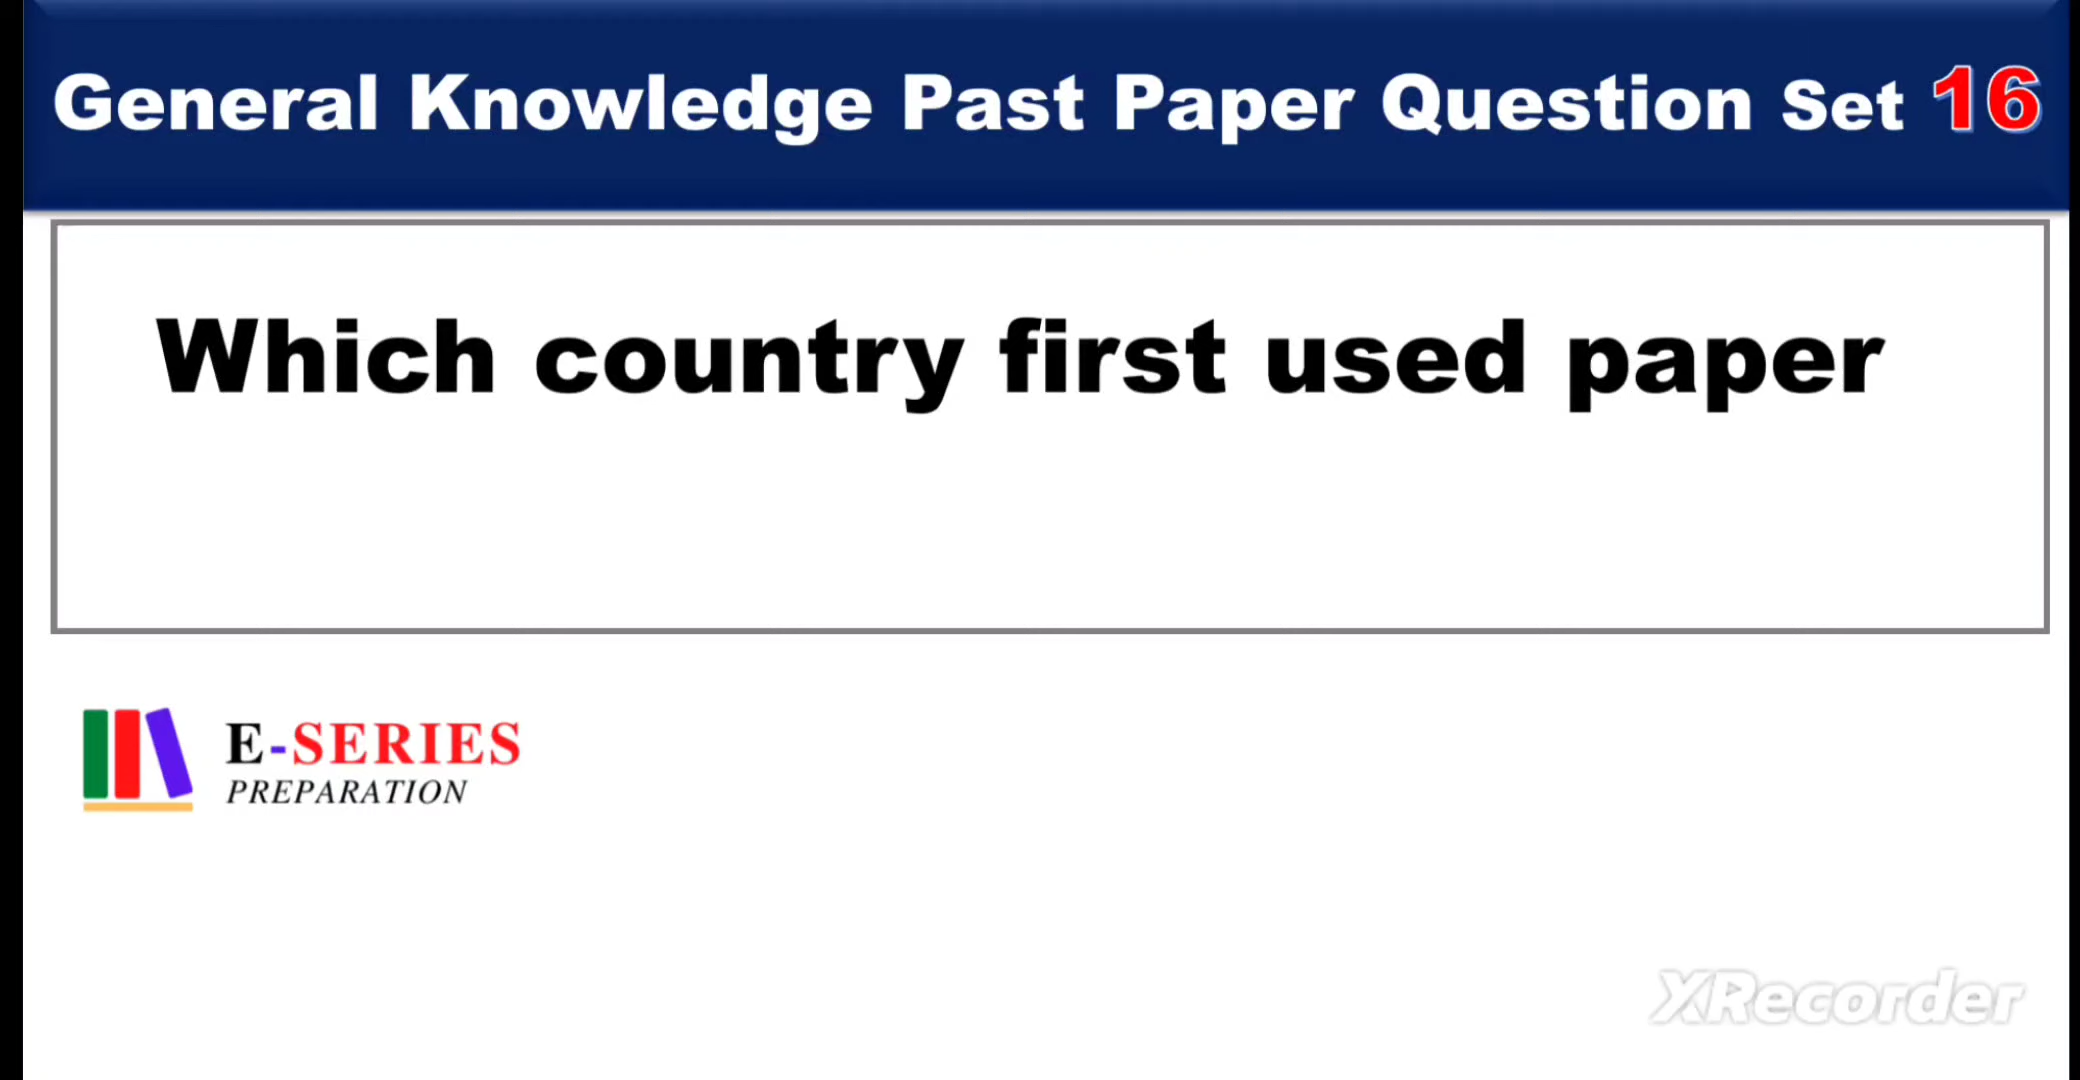 General Knowledge Past Paper Question Set 16
Which country first used paper
E-SERIES
PREPARATION
XRecorder